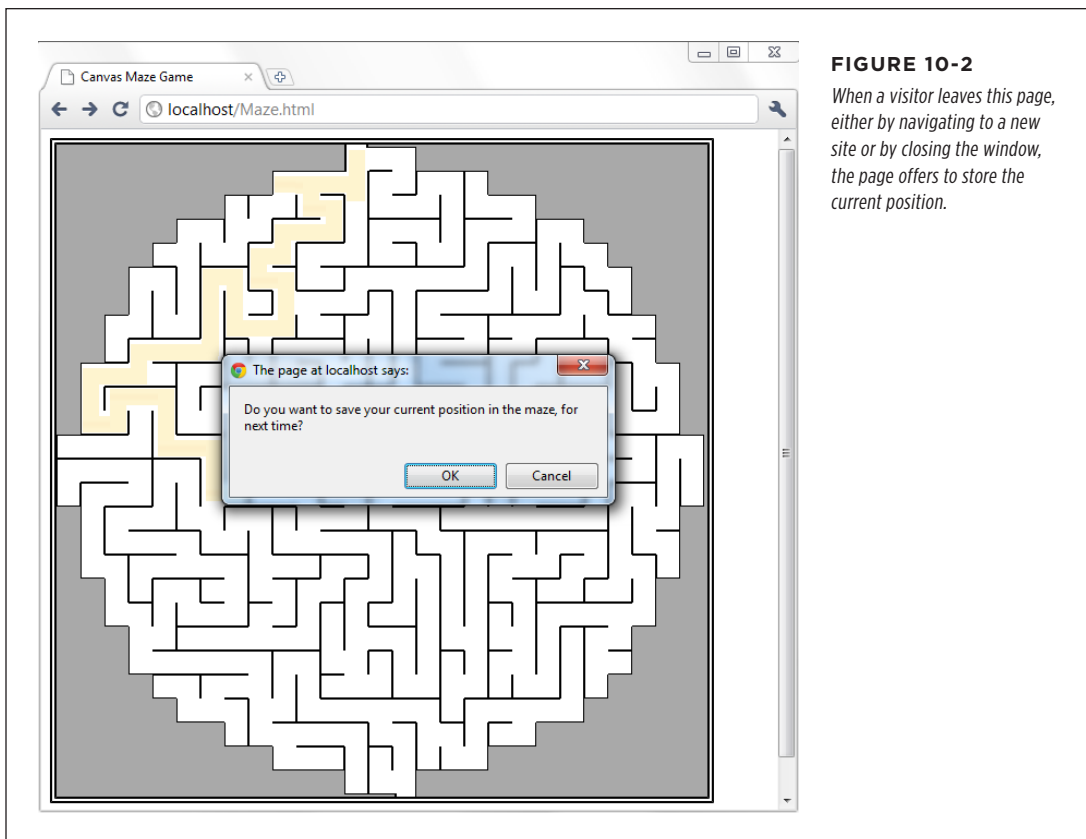 Canvas Maze Game
localhost/Maze.html
The page at localhost says:
Do you want to save your current position in the maze, for
next time?
OK
Cancel
FIGURE 10-2
When a visitor leaves this page,
either by navigating to a new
site or by closing the window,
the page offers to store the
current position.